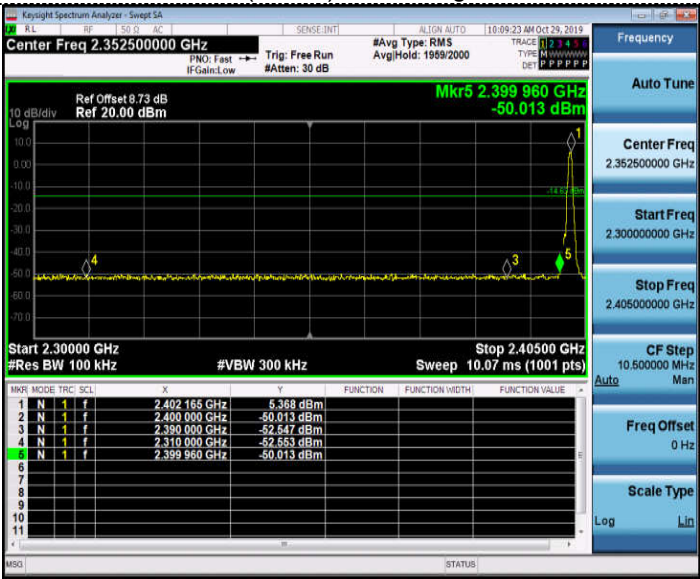 Keysight Spectrum Analyzer - Swept SA
RL RF 50 Ω AC SENSE:INT ALIGN AUTO 10:09:23 AM Oct 29, 2019
Center Freq 2.352500000 GHz
PNO: Fast
IFGain:Low
Trig: Free Run
#Atten: 30 dB
#Avg Type: RMS
Avg|Hold: 1959/2000
TRACE 1 2 3 4 5 6
TYPE M WWWWW
DET P P P P P P
Mkr5 2.399 960 GHz
-50.013 dBm
Ref Offset 8.73 dB
10 dB/div Ref 20.00 dBm
Log
10.0
0.00
-10.0
-20.0
-30.0
-40.0
-50.0
-60.0
-70.0
1
4
3
5
Start 2.30000 GHz Stop 2.40500 GHz
#Res BW 100 kHz #VBW 300 kHz Sweep 10.07 ms (1001 pts)
MKR MODE TRC SCL X Y FUNCTION FUNCTION WIDTH FUNCTION VALUE
1 N 1 f 2.402 165 GHz 5.368 dBm
2 N 1 f 2.400 000 GHz -50.013 dBm
3 N 1 f 2.390 000 GHz -52.547 dBm
4 N 1 f 2.310 000 GHz -52.553 dBm
5 N 1 f 2.399 960 GHz -50.013 dBm
6
7
8
9
10
11
MSG STATUS
Frequency
Auto Tune
Center Freq
2.352500000 GHz
Start Freq
2.300000000 GHz
Stop Freq
2.405000000 GHz
CF Step
10.500000 MHz
Auto Man
Freq Offset
0 Hz
Scale Type
Log Lin